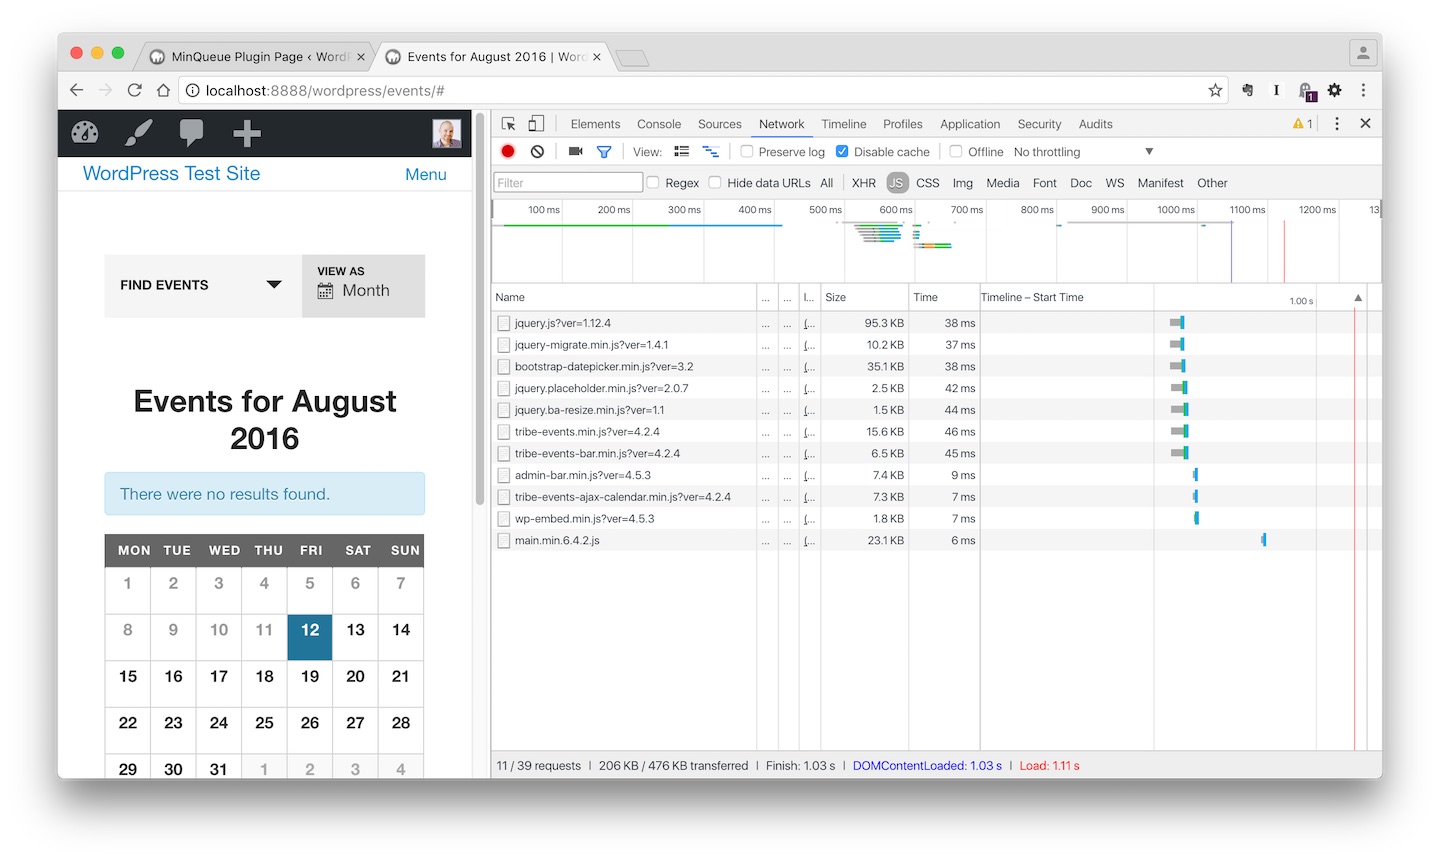 MinQueue Plugin Page ‹ WordP
Events for August 2016 | Word
localhost:8888/wordpress/events/#
1
WordPress Test Site
Menu
FIND EVENTS
VIEW AS
Month
Events for August
2016
There were no results found.
MON TUE WED THU FRI SAT SUN
1 2 3 4 5 6 7
8 9 10 11 12 13 14
15 16 17 18 19 20 21
22 23 24 25 26 27 28
29 30 31 1 2 3 4
Elements Console Sources Network Timeline Profiles Application Security Audits 1
View: Preserve log Disable cache Offline No throttling
Filter Regex Hide data URLs All XHR JS CSS Img Media Font Doc WS Manifest Other
100 ms 200 ms 300 ms 400 ms 500 ms 600 ms 700 ms 800 ms 900 ms 1000 ms 1100 ms 1200 ms 13
Name ... ... I... Size Time Timeline – Start Time 1.00 s
jquery.js?ver=1.12.4 ... ... (... 95.3 KB 38 ms
jquery-migrate.min.js?ver=1.4.1 ... ... (... 10.2 KB 37 ms
bootstrap-datepicker.min.js?ver=3.2 ... ... (... 35.1 KB 38 ms
jquery.placeholder.min.js?ver=2.0.7 ... ... (... 2.5 KB 42 ms
jquery.ba-resize.min.js?ver=1.1 ... ... (... 1.5 KB 44 ms
tribe-events.min.js?ver=4.2.4 ... ... (... 15.6 KB 46 ms
tribe-events-bar.min.js?ver=4.2.4 ... ... (... 6.5 KB 45 ms
admin-bar.min.js?ver=4.5.3 ... ... (... 7.4 KB 9 ms
tribe-events-ajax-calendar.min.js?ver=4.2.4 ... ... (... 7.3 KB 7 ms
wp-embed.min.js?ver=4.5.3 ... ... (... 1.8 KB 7 ms
main.min.6.4.2.js ... ... (... 23.1 KB 6 ms
11 / 39 requests | 206 KB / 476 KB transferred | Finish: 1.03 s | DOMContentLoaded: 1.03 s | Load: 1.11 s